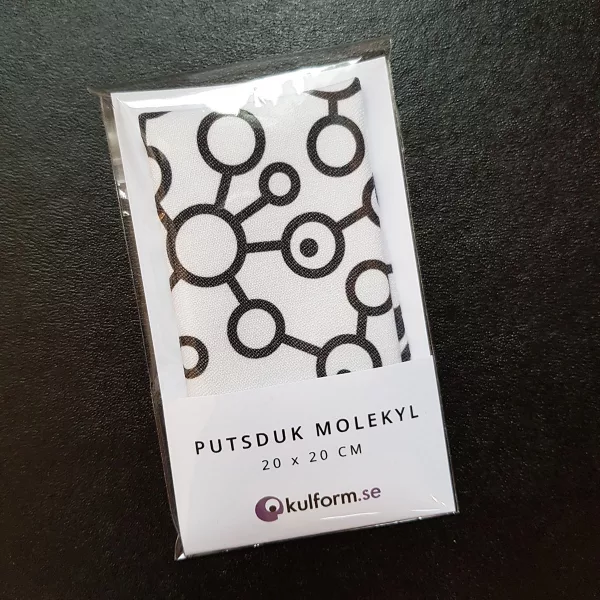 PUTSDUK MOLEKYL
20 x 20 CM
kulform.se